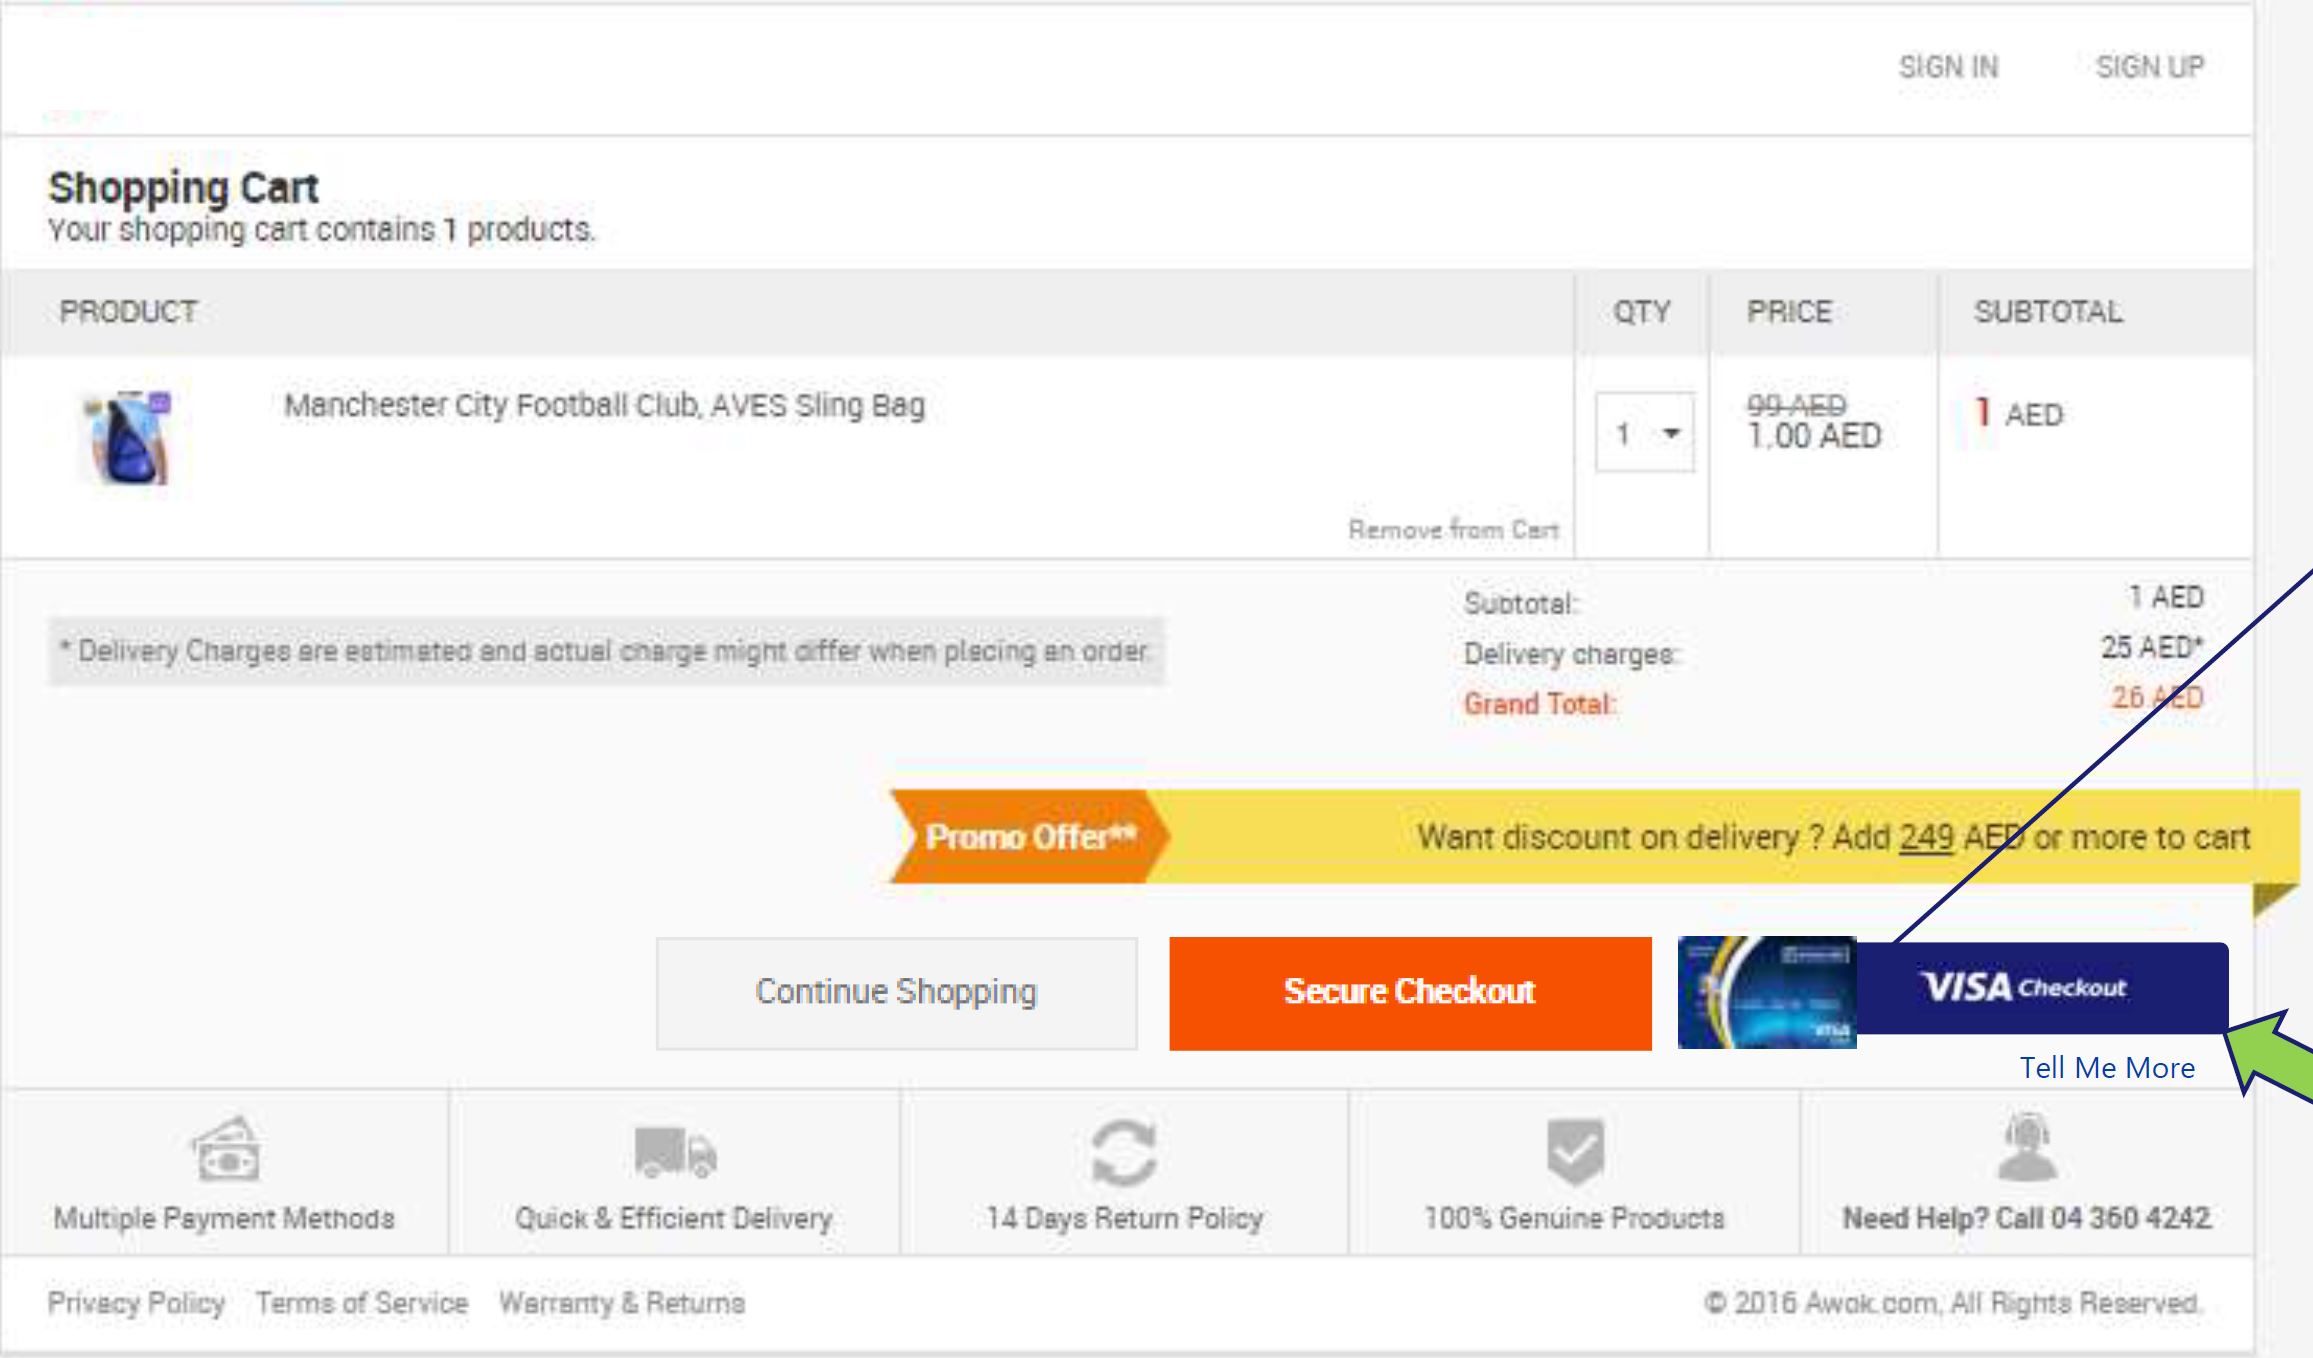 SIGN IN SIGN UP
Shopping Cart
Your shopping cart contains 1 products.
PRODUCT QTY PRICE SUBTOTAL
Manchester City Football Club, AVES Sling Bag
1
99 AED
1.00 AED
1 AED
Remove from Cart
Subtotal: 1 AED
* Delivery Charges are estimated and actual charge might differ when placing an order.
Delivery charges: 25 AED*
Grand Total: 26 AED
Promo Offer** Want discount on delivery ? Add 249 AED or more to cart
Continue Shopping Secure Checkout VISA Checkout
VISA
Tell Me More
Multiple Payment Methods Quick & Efficient Delivery 14 Days Return Policy 100% Genuine Products Need Help? Call 04 360 4242
Privacy Policy Terms of Service Warranty & Returns © 2016 Awok.com, All Rights Reserved.